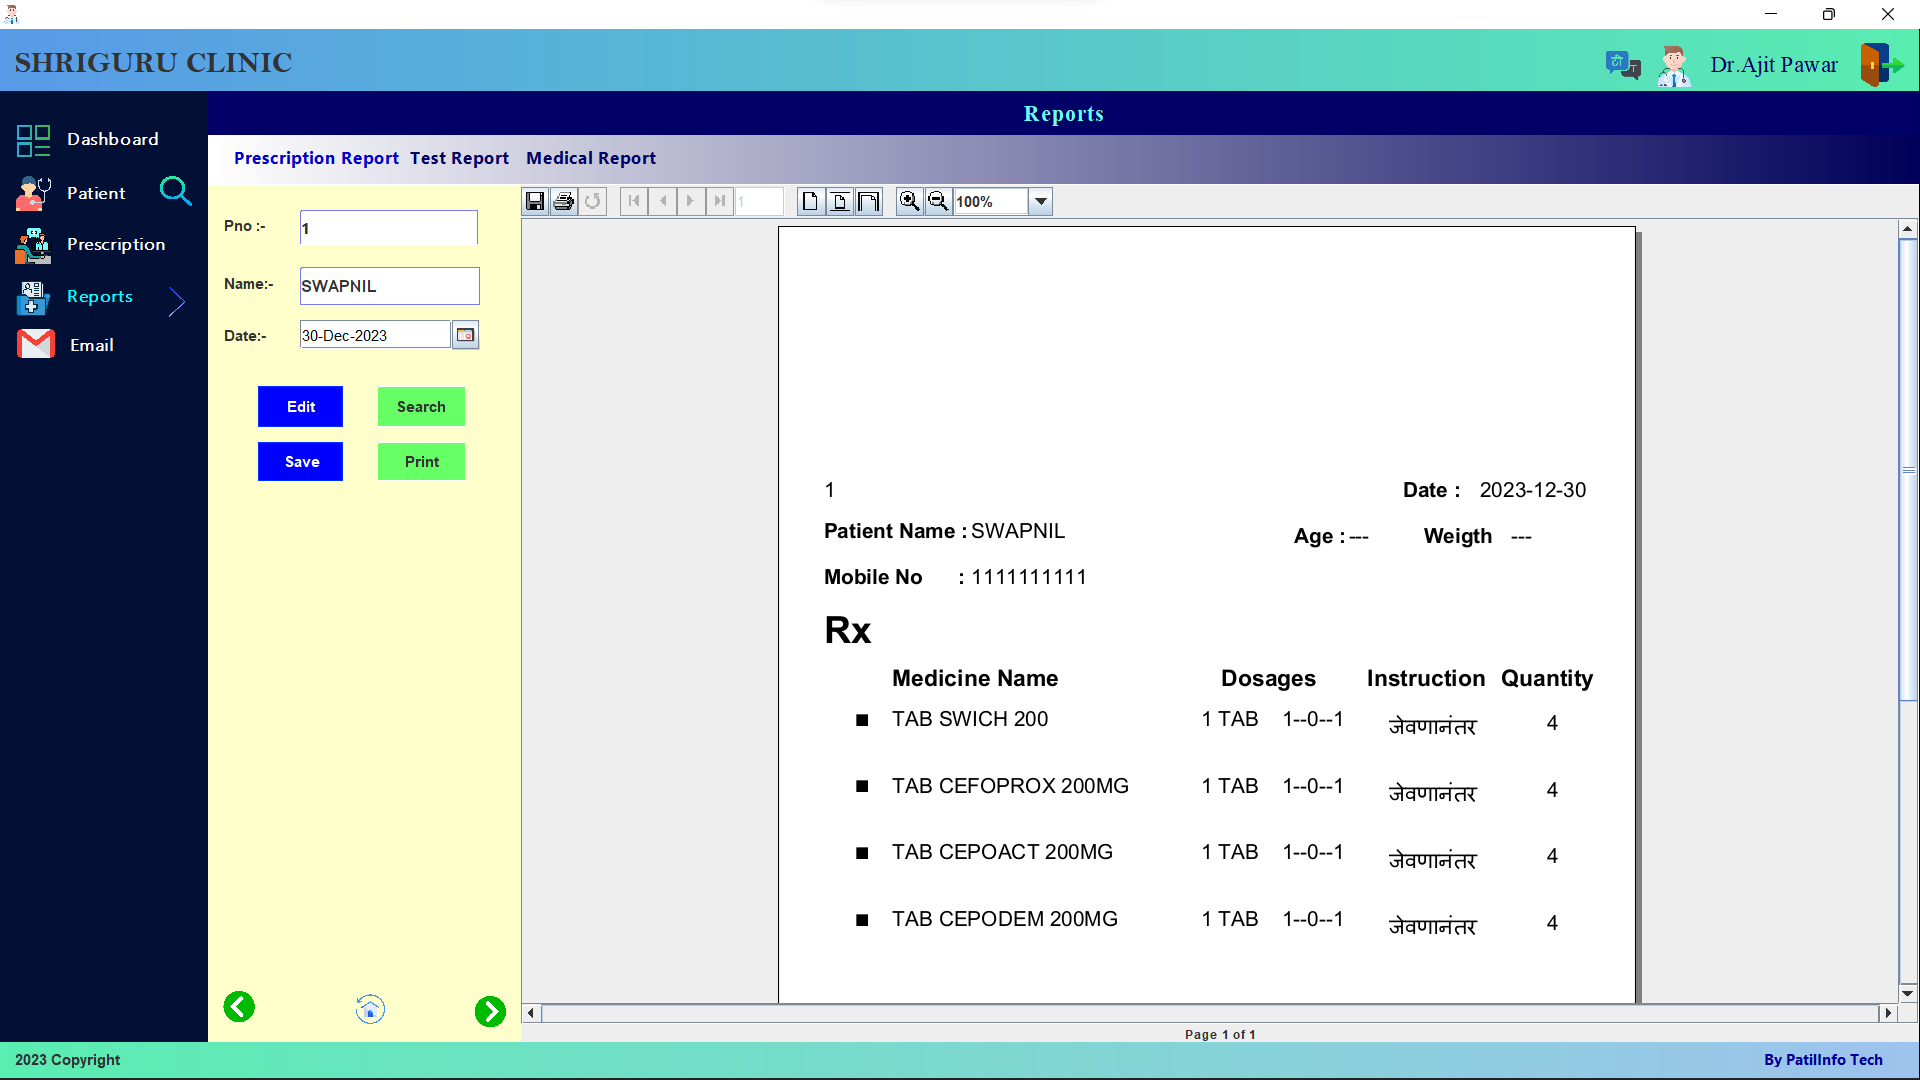 SHRIGURU CLINIC
Dr.Ajit Pawar
Dashboard
Patient
Prescription
Reports
Email
Reports
Prescription Report Test Report Medical Report
Pno :- 1
Name:- SWAPNIL
Date:- 30-Dec-2023
Edit Search
Save Print
1
100%
1 Date : 2023-12-30
Patient Name : SWAPNIL Age : --- Weigth ---
Mobile No : 1111111111
Rx
Medicine Name Dosages Instruction Quantity
TAB SWICH 200 1 TAB 1--0--1 जेवणानंतर 4
TAB CEFOPROX 200MG 1 TAB 1--0--1 जेवणानंतर 4
TAB CEPOACT 200MG 1 TAB 1--0--1 जेवणानंतर 4
TAB CEPODEM 200MG 1 TAB 1--0--1 जेवणानंतर 4
Page 1 of 1
2023 Copyright By PatilInfo Tech